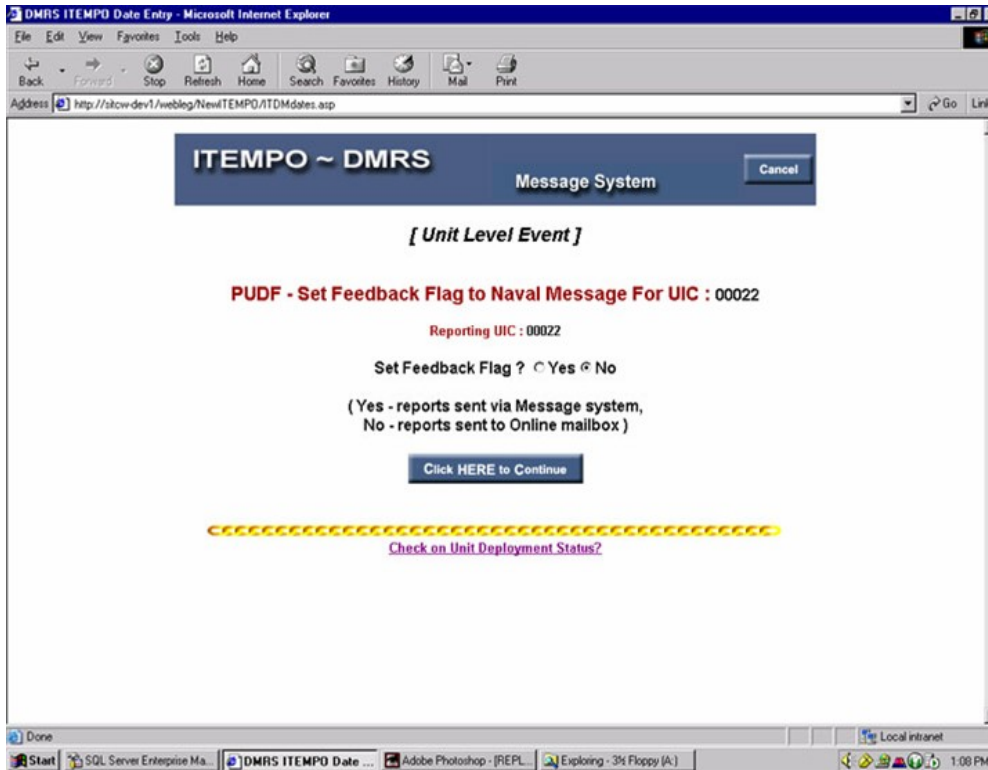 DMRS ITEMPO Date Entry - Microsoft Internet Explorer
File Edit View Favorites Tools Help
Back Forward Stop Refresh Home Search Favorites History Mail Print
Address http://sitcw-dev1/webleg/NewITEMPO/ITDMdates.asp Go
ITEMPO ~ DMRS
Message System
Cancel
[ Unit Level Event ]
PUDF - Set Feedback Flag to Naval Message For UIC : 00022
Reporting UIC : 00022
Set Feedback Flag ? Yes No
( Yes - reports sent via Message system,
No - reports sent to Online mailbox )
Click HERE to Continue
Check on Unit Deployment Status?
Done Local intranet
Start SQL Server Enterprise Ma... DMRS ITEMPO Date ... Adobe Photoshop - [REPL... Exploring - 3½ Floppy (A:) 1:08 PM